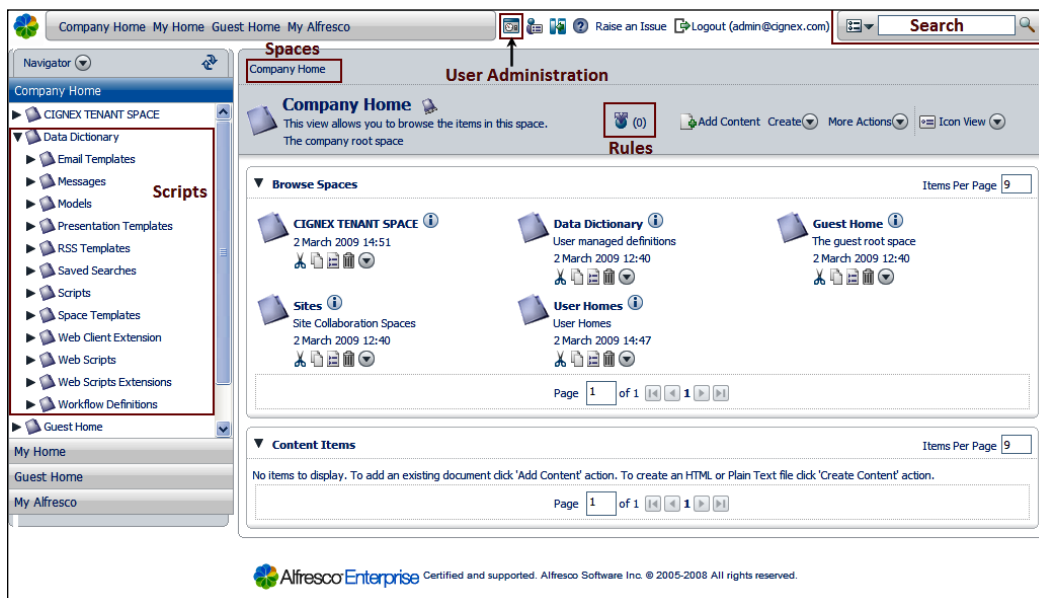 Company Home My Home Guest Home My Alfresco
Raise an Issue Logout (admin@cignex.com)
Search
Navigator
Spaces
Company Home
User Administration
Company Home
CIGNEX TENANT SPACE
Data Dictionary
Email Templates
Messages
Models
Presentation Templates
RSS Templates
Saved Searches
Scripts
Space Templates
Web Client Extension
Web Scripts
Web Scripts Extensions
Workflow Definitions
Guest Home
Scripts
My Home
Guest Home
My Alfresco
Company Home
This view allows you to browse the items in this space.
The company root space
(0)
Rules
Add Content Create More Actions Icon View
Browse Spaces
Items Per Page 9
CIGNEX TENANT SPACE
2 March 2009 14:51
Data Dictionary
User managed definitions
2 March 2009 12:40
Guest Home
The guest root space
2 March 2009 12:40
Sites
Site Collaboration Spaces
2 March 2009 12:40
User Homes
User Homes
2 March 2009 14:47
Page 1 of 1 1
Content Items
Items Per Page 9
No items to display. To add an existing document click 'Add Content' action. To create an HTML or Plain Text file click 'Create Content' action.
Page 1 of 1 1
Alfresco Enterprise Certified and supported. Alfresco Software Inc. © 2005-2008 All rights reserved.